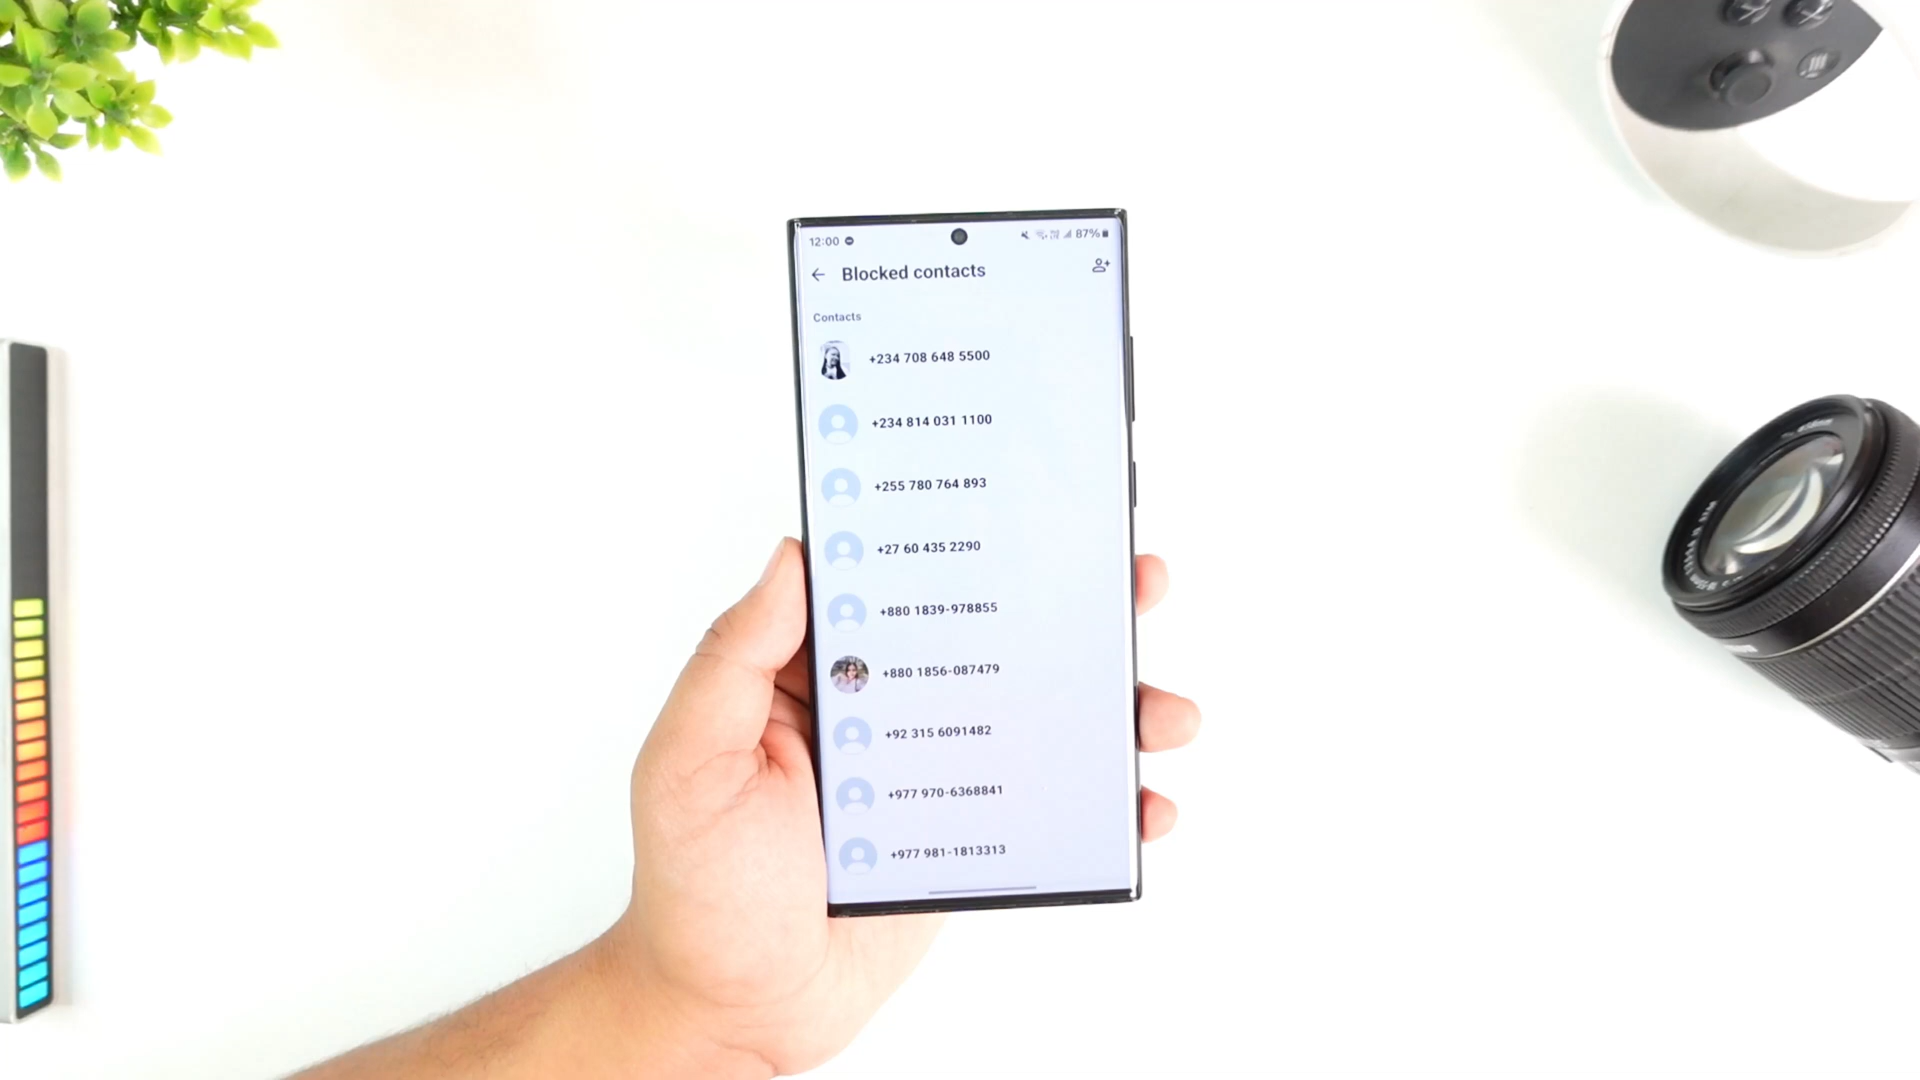 12:00
87%
Blocked contacts
Contacts
+234 708 648 5500
+234 814 031 1100
+255 780 764 893
+27 60 435 2290
+880 1839-978855
+880 1856-087479
+92 315 6091482
+977 970-6368841
+977 981-1813313